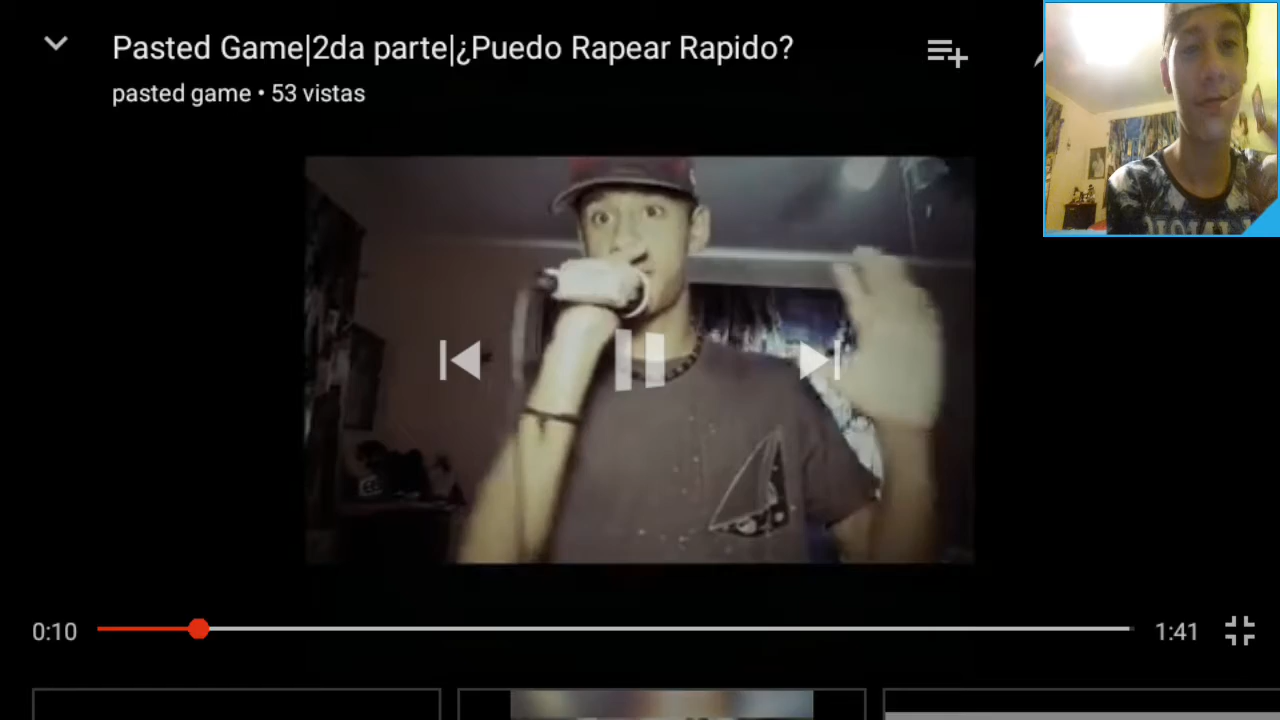 Pasted Game|2da parte|¿Puedo Rapear Rapido?
pasted game • 53 vistas
0:10
1:41